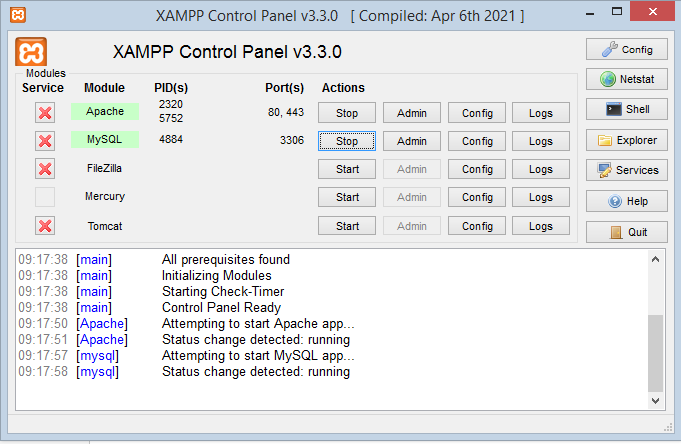 XAMPP Control Panel v3.3.0 [ Compiled: Apr 6th 2021 ]
XAMPP Control Panel v3.3.0
Config
Modules
Service Module PID(s) Port(s) Actions
Netstat
Apache 2320 5752 80, 443 Stop Admin Config Logs
Shell
MySQL 4884 3306 Stop Admin Config Logs
Explorer
FileZilla Start Admin Config Logs
Services
Mercury Start Admin Config Logs
Help
Tomcat Start Admin Config Logs
Quit
09:17:38 [main] All prerequisites found
09:17:38 [main] Initializing Modules
09:17:38 [main] Starting Check-Timer
09:17:38 [main] Control Panel Ready
09:17:50 [Apache] Attempting to start Apache app...
09:17:51 [Apache] Status change detected: running
09:17:57 [mysql] Attempting to start MySQL app...
09:17:58 [mysql] Status change detected: running